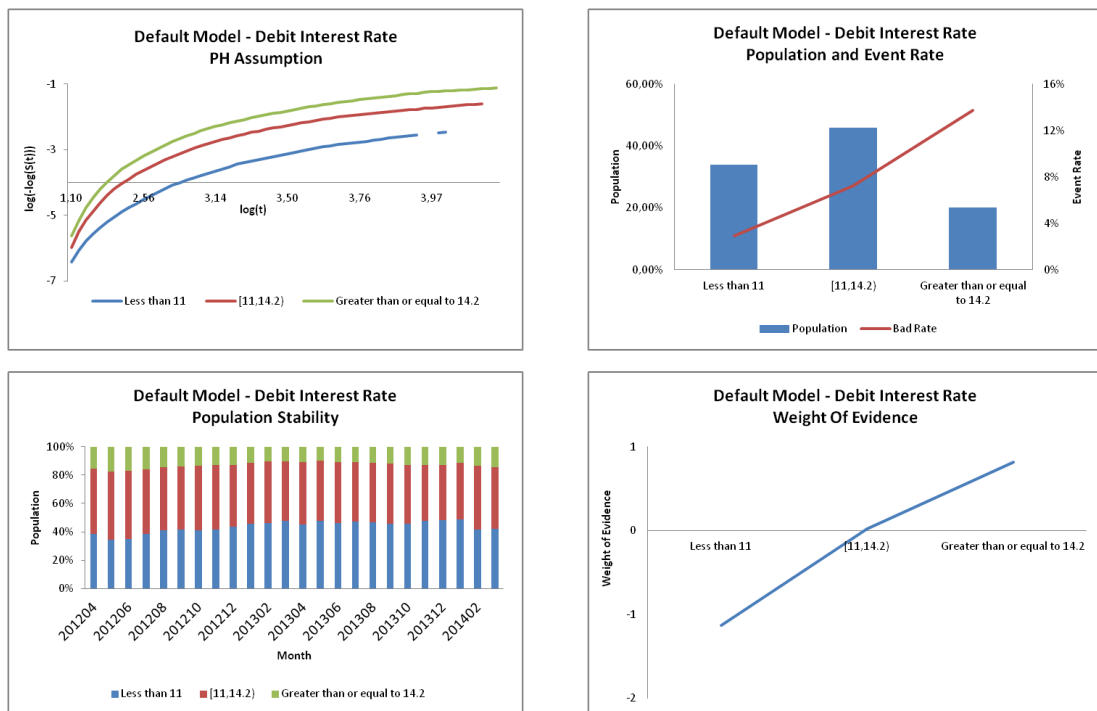 Default Model - Debit Interest Rate
PH Assumption
-1
-3
-5
-7
log(-log(S(t)))
1,10
2,56
3,14
3,50
3,76
3,97
log(t)
Less than 11
[11,14.2)
Greater than or equal to 14.2
Default Model - Debit Interest Rate
Population and Event Rate
60,00%
40,00%
20,00%
0,00%
Population
16%
12%
8%
4%
0%
Event Rate
Less than 11
[11,14.2)
Greater than or equal
to 14.2
Population
Bad Rate
Default Model - Debit Interest Rate
Population Stability
100%
80%
60%
40%
20%
0%
Population
201204
201206
201208
201210
201212
201302
201304
201306
201308
201310
201312
201402
Month
Less than 11
[11,14.2)
Greater than or equal to 14.2
Default Model - Debit Interest Rate
Weight Of Evidence
1
0
-1
-2
Weight of Evidence
Less than 11
[11,14.2)
Greater than or equal to 14.2